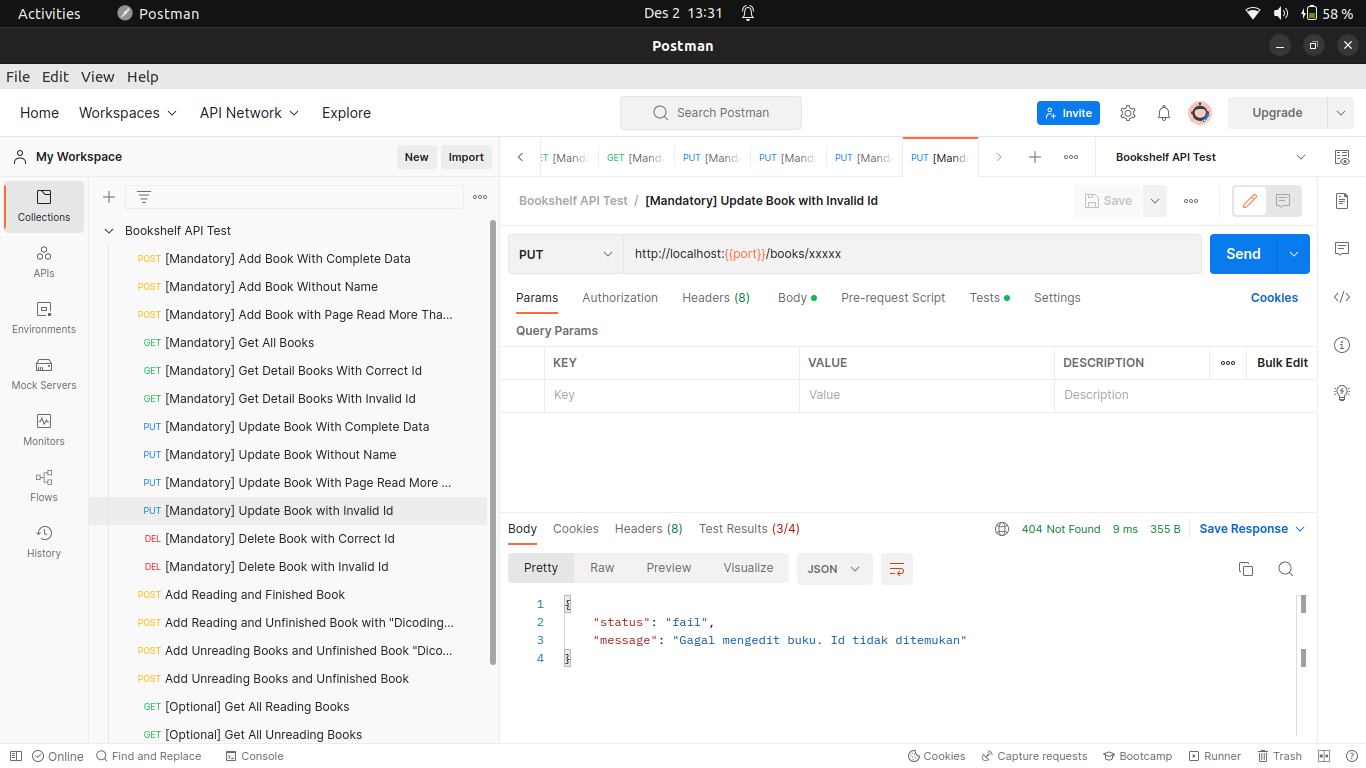 Activities Postman Des 2 13:31 58 %
Postman
File Edit View Help
Home Workspaces API Network Explore Search Postman Invite Upgrade
My Workspace New Import
ET [Mand GET [Mand PUT [Mand PUT [Mand PUT [Mand PUT [Mand Bookshelf API Test
Collections
APIs
Environments
Mock Servers
Monitors
Flows
History
Bookshelf API Test
POST [Mandatory] Add Book With Complete Data
POST [Mandatory] Add Book Without Name
POST [Mandatory] Add Book with Page Read More Tha...
GET [Mandatory] Get All Books
GET [Mandatory] Get Detail Books With Correct Id
GET [Mandatory] Get Detail Books With Invalid Id
PUT [Mandatory] Update Book With Complete Data
PUT [Mandatory] Update Book Without Name
PUT [Mandatory] Update Book With Page Read More ...
PUT [Mandatory] Update Book with Invalid Id
DEL [Mandatory] Delete Book with Correct Id
DEL [Mandatory] Delete Book with Invalid Id
POST Add Reading and Finished Book
POST Add Reading and Unfinished Book with "Dicoding...
POST Add Unreading Books and Unfinished Book "Dico...
POST Add Unreading Books and Unfinished Book
GET [Optional] Get All Reading Books
GET [Optional] Get All Unreading Books
Bookshelf API Test / [Mandatory] Update Book with Invalid Id Save
PUT http://localhost:{{port}}/books/xxxxx Send
Params Authorization Headers (8) Body Pre-request Script Tests Settings Cookies
Query Params
KEY VALUE DESCRIPTION Bulk Edit
Key Value Description
Body Cookies Headers (8) Test Results (3/4) 404 Not Found 9 ms 355 B Save Response
Pretty Raw Preview Visualize JSON
1 {
2 "status": "fail",
3 "message": "Gagal mengedit buku. Id tidak ditemukan"
4 }
Online Find and Replace Console Cookies Capture requests Bootcamp Runner Trash